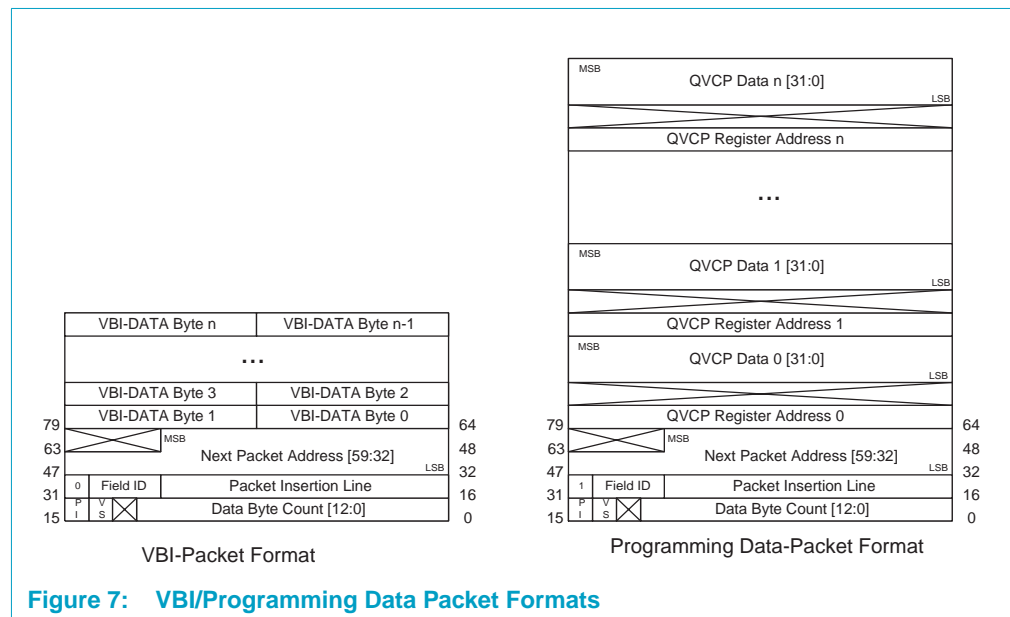 VBI-DATA Byte n VBI-DATA Byte n-1
...
VBI-DATA Byte 3 VBI-DATA Byte 2
VBI-DATA Byte 1 VBI-DATA Byte 0
79 64
MSB
63 48
Next Packet Address [59:32]
LSB
47 32
0 Field ID Packet Insertion Line
31 16
PI VS Data Byte Count [12:0]
15 0
VBI-Packet Format
MSB
QVCP Data n [31:0]
LSB
QVCP Register Address n
...
MSB
QVCP Data 1 [31:0]
LSB
QVCP Register Address 1
MSB
QVCP Data 0 [31:0]
LSB
QVCP Register Address 0
79 64
MSB
63 48
Next Packet Address [59:32]
LSB
47 32
1 Field ID Packet Insertion Line
31 16
PI VS Data Byte Count [12:0]
15 0
Programming Data-Packet Format
Figure 7: VBI/Programming Data Packet Formats